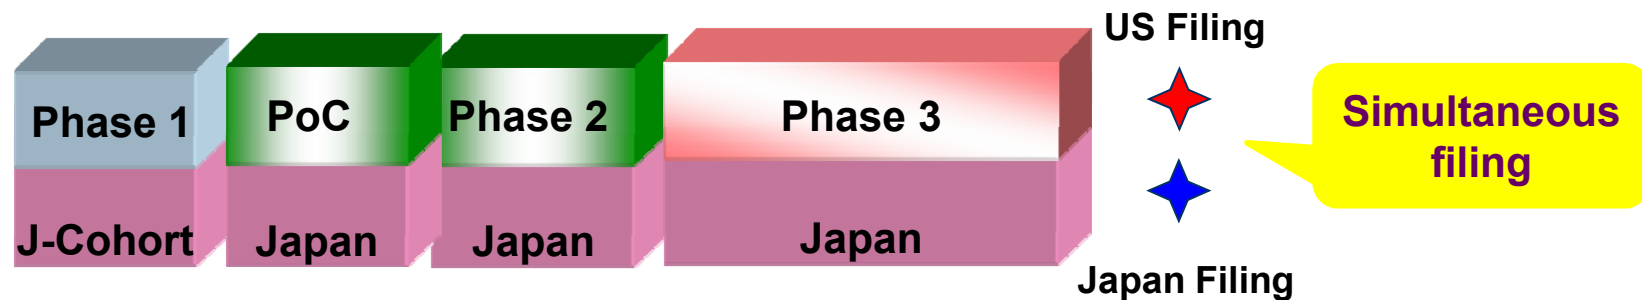 Phase 1
PoC
Phase 2
Phase 3
J-Cohort
Japan
Japan
Japan
US Filing
Japan Filing
Simultaneous
filing